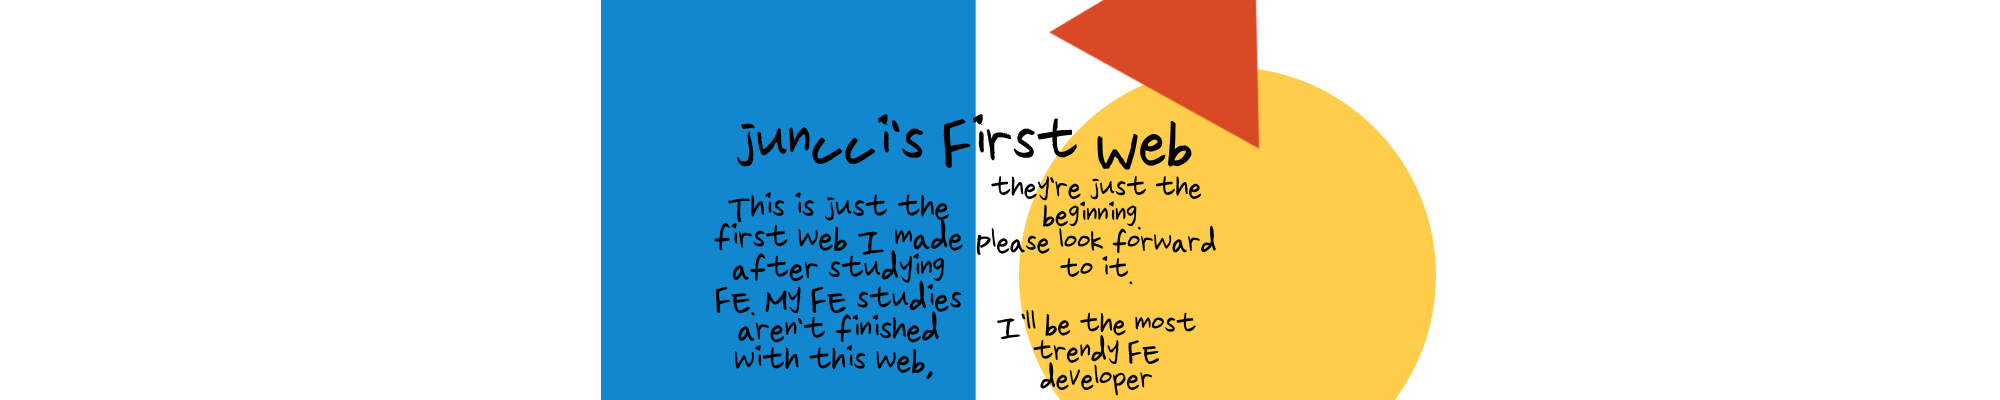 juncci's First Web
This is just the
first web I made
after studying
FE. My FE studies
aren't finished
with this web,
they're just the
beginning.
please look forward
to it.
I'll be the most
trendy FE
developer